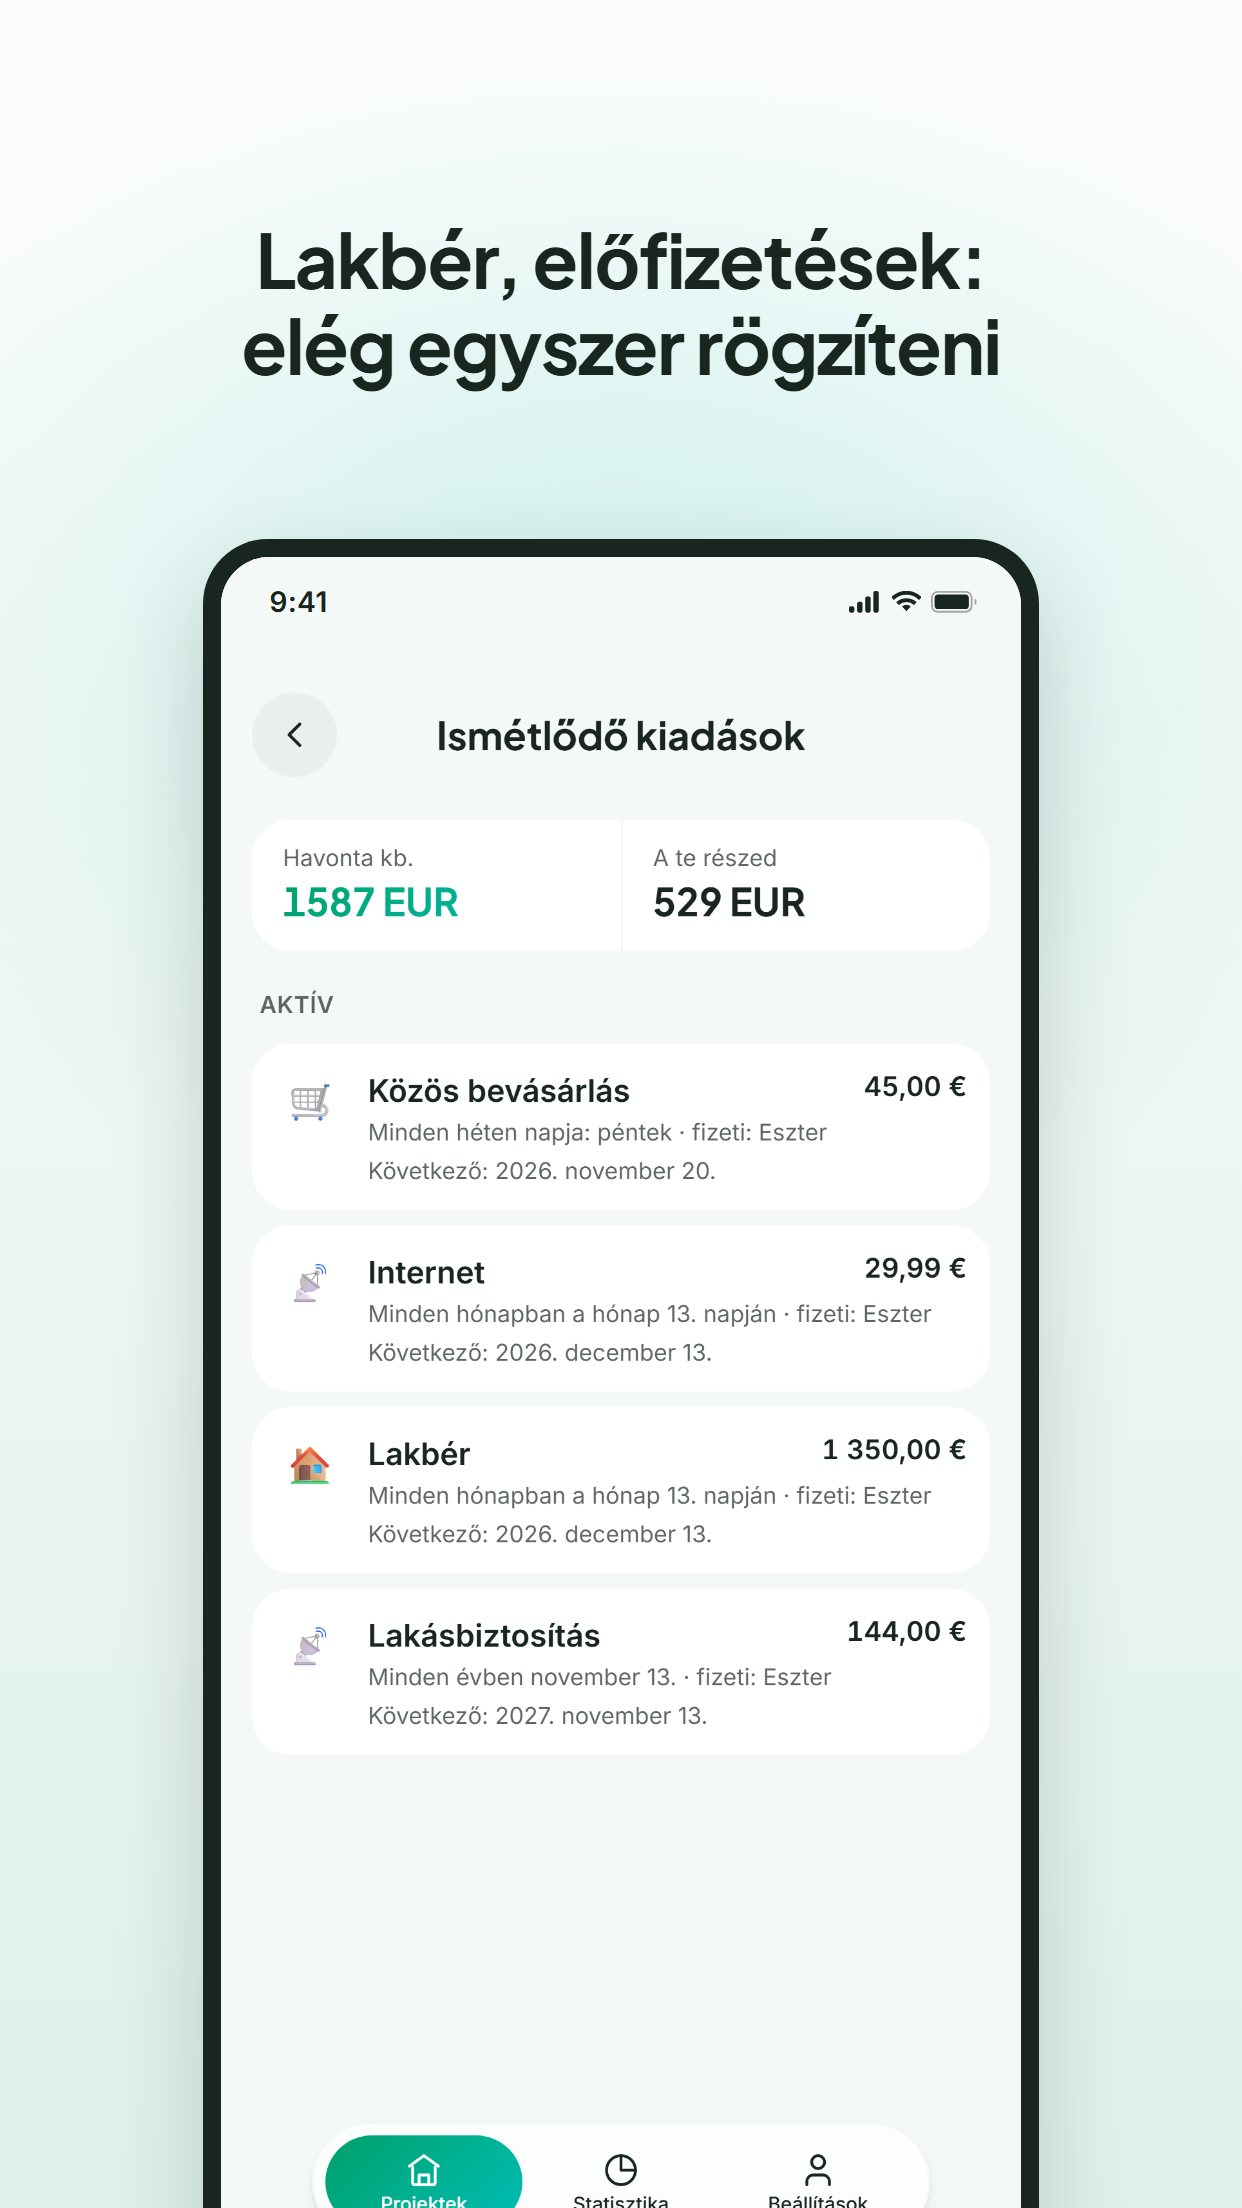 Lakbér, előfizetések:
elég egyszer rögzíteni
9:41
Ismétlődő kiadások
Havonta kb.
1587 EUR
A te részed
529 EUR
AKTÍV
Közös bevásárlás
45,00 €
Minden héten napja: péntek · fizeti: Eszter
Következő: 2026. november 20.
Internet
29,99 €
Minden hónapban a hónap 13. napján · fizeti: Eszter
Következő: 2026. december 13.
Lakbér
1 350,00 €
Minden hónapban a hónap 13. napján · fizeti: Eszter
Következő: 2026. december 13.
Lakásbiztosítás
144,00 €
Minden évben november 13. · fizeti: Eszter
Következő: 2027. november 13.
Projektek
Statisztika
Beállítások